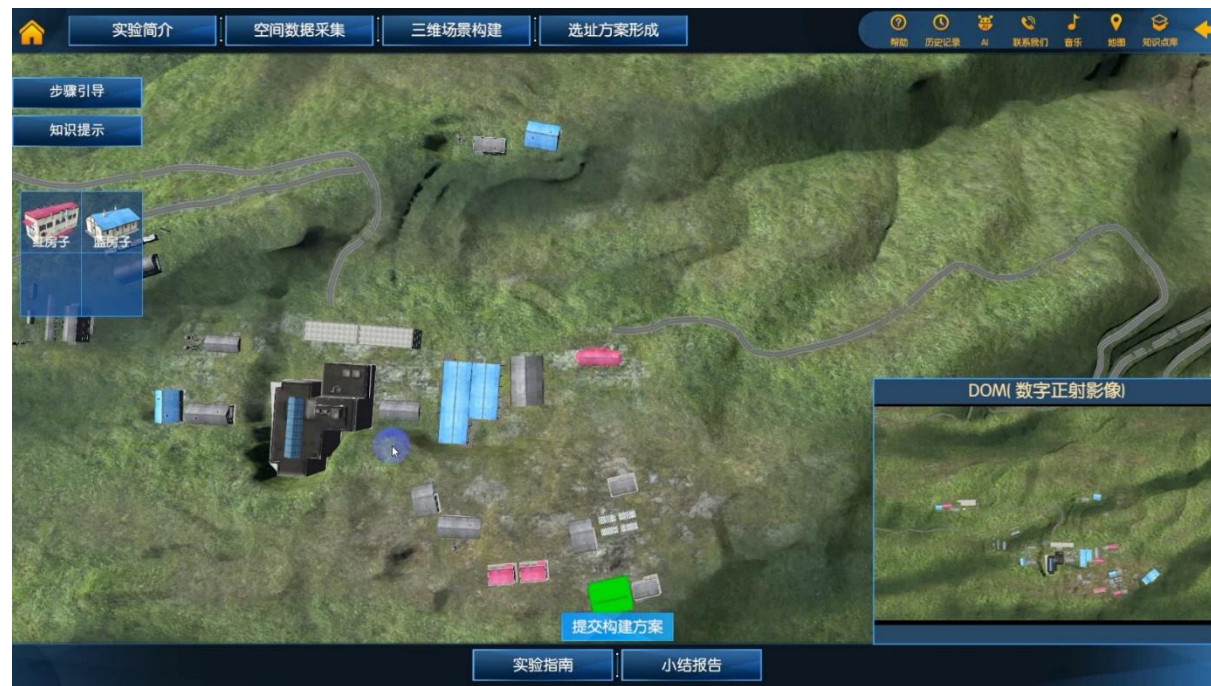 实验简介
空间数据采集
三维场景构建
选址方案形成
帮助
历史记录
AI
联系我们
音乐
地图
知识点库
步骤引导
知识提示
红房子
蓝房子
DOM( 数字正射影像)
提交构建方案
实验指南
小结报告